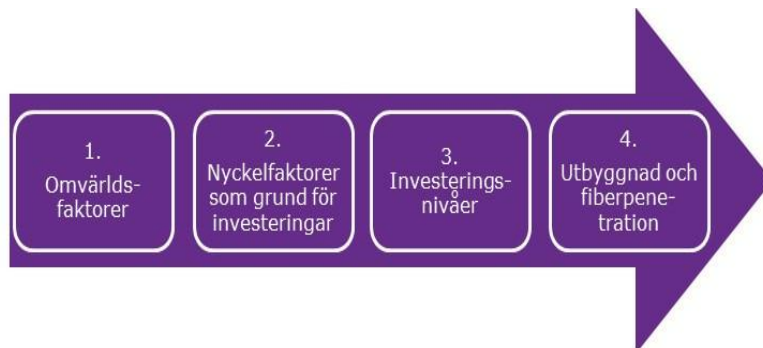 1.
Omvärlds-
faktorer
2.
Nyckelfaktorer
som grund för
investeringar
3.
Investerings-
nivåer
4.
Utbyggnad och
fiberpene-
tration